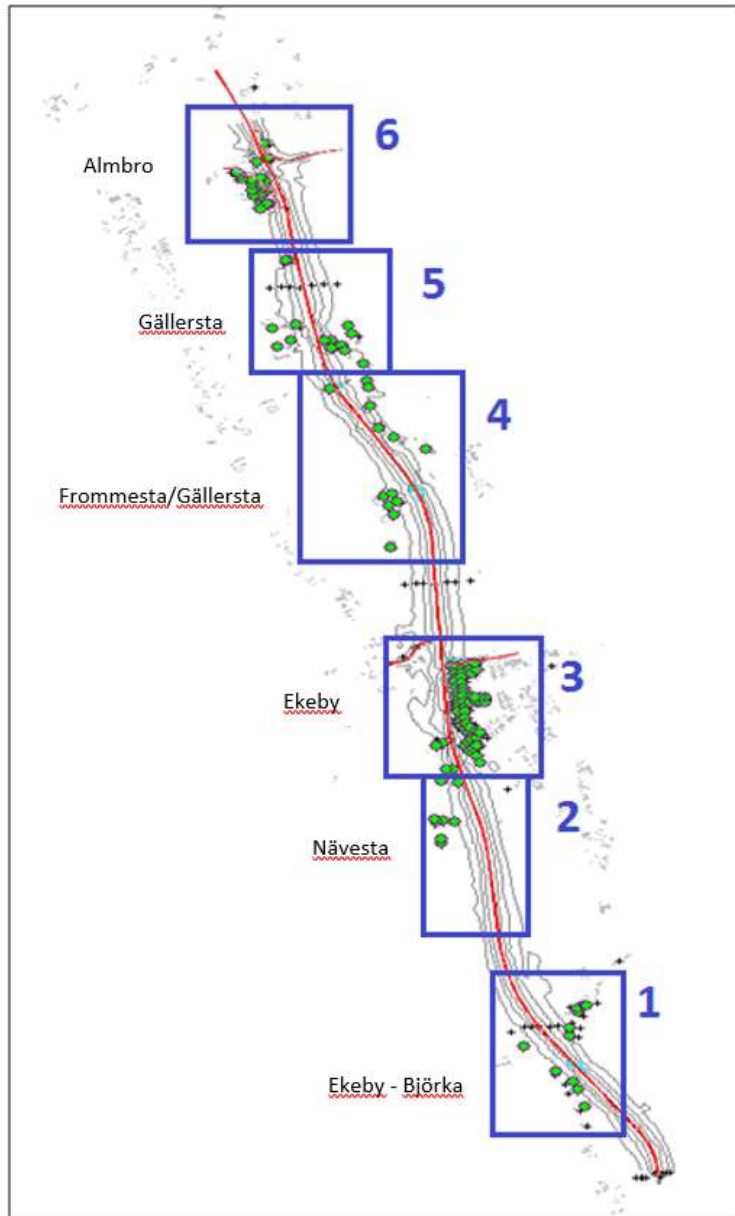 6
Almbro
5
Gällersta
4
Frommesta/Gällersta
3
Ekeby
2
Nävesta
1
Ekeby - Björka